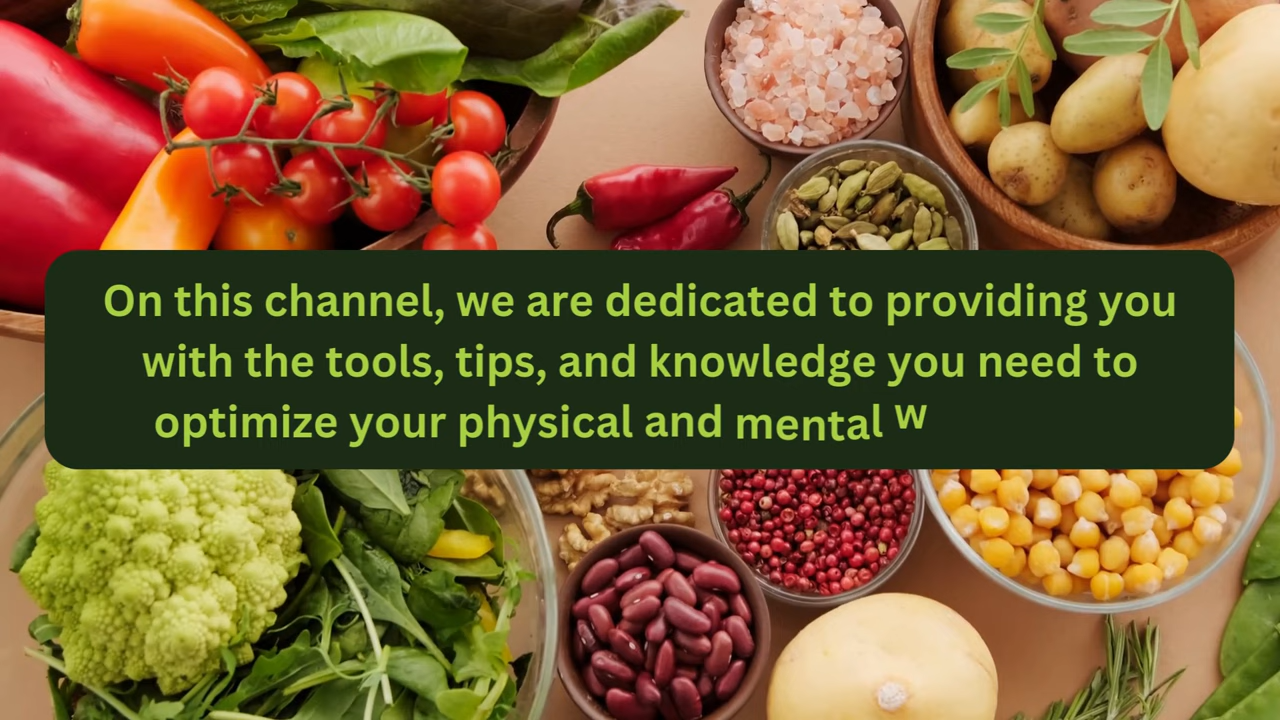 On this channel, we are dedicated to providing you
with the tools, tips, and knowledge you need to
optimize your physical and mental w